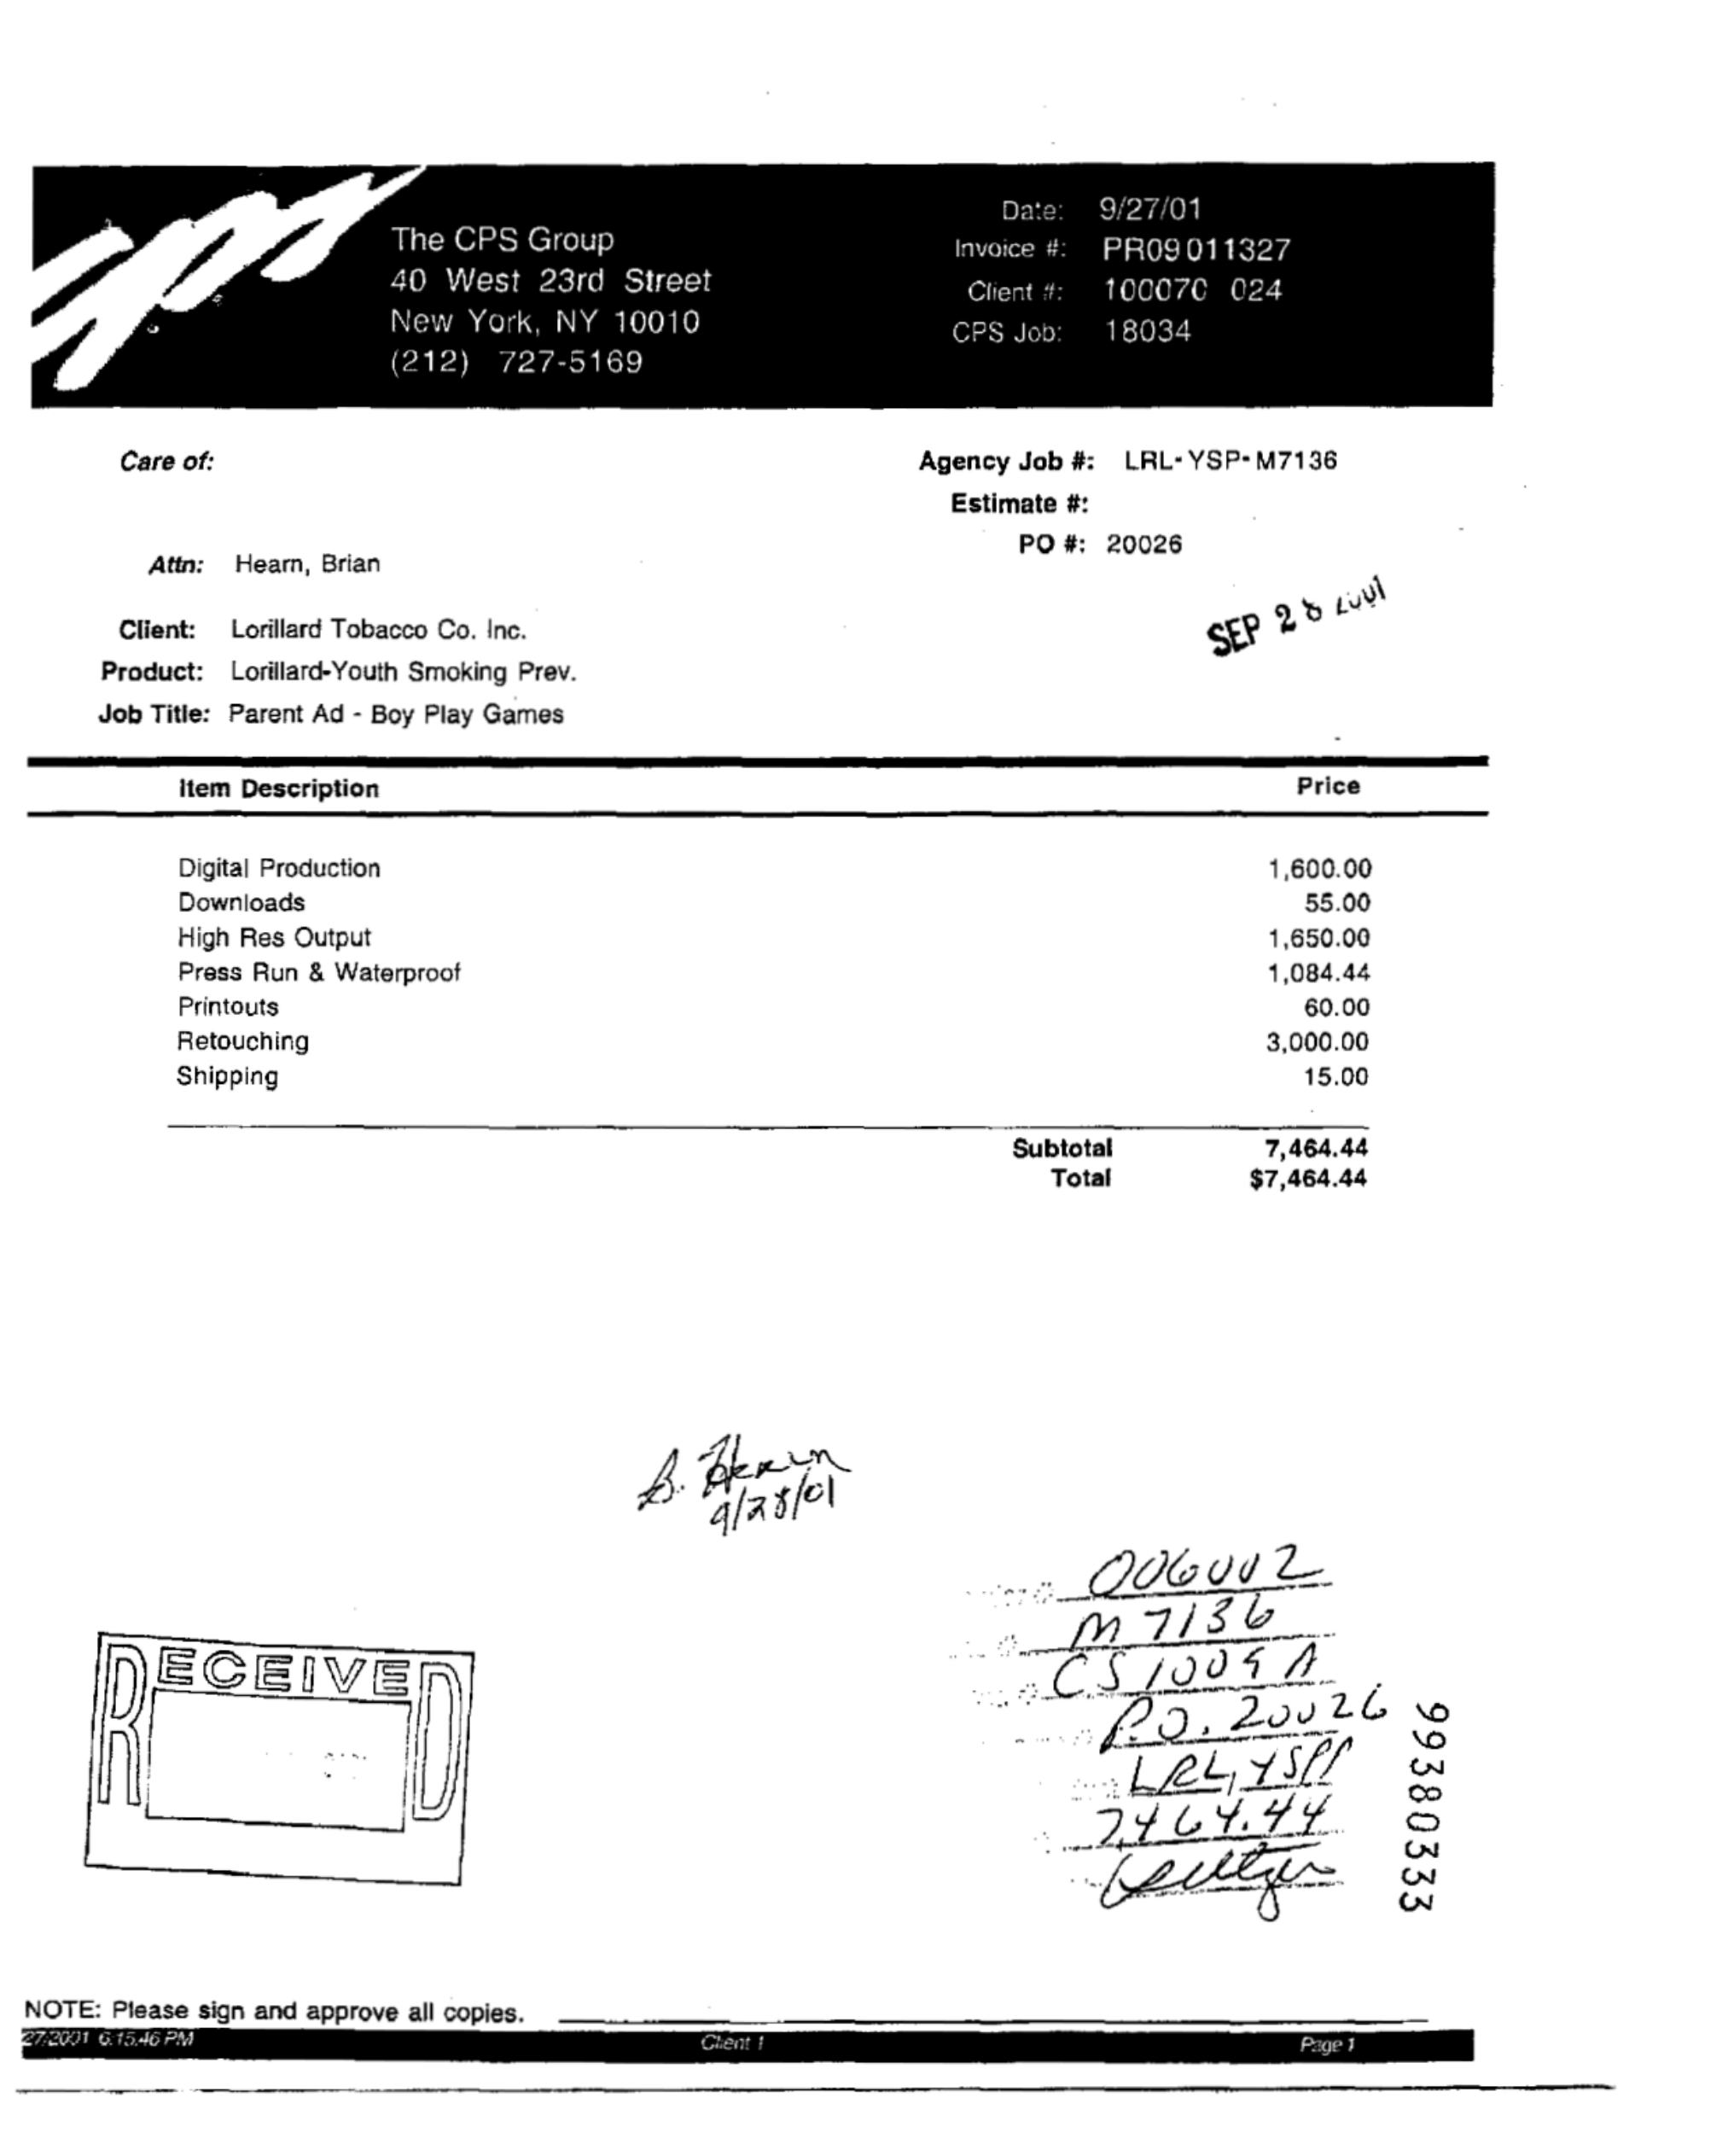 cps
The CPS Group
40 West 23rd Street
New York, NY 10010
(212) 727-5169
Date: 9/27/01
Invoice #: PR09011327
Client #: 100070 024
CPS Job: 18034
Care of:
Agency Job #: LRL-YSP-M7136
Estimate #:
PO #: 20026
Attn: Hearn, Brian
SEP 28 2001
Client: Lorillard Tobacco Co. Inc.
Product: Lorillard-Youth Smoking Prev.
Job Title: Parent Ad - Boy Play Games
Item Description Price
Digital Production 1,600.00
Downloads 55.00
High Res Output 1,650.00
Press Run & Waterproof 1,084.44
Printouts 60.00
Retouching 3,000.00
Shipping 15.00
Subtotal 7,464.44
Total $7,464.44
B. Hearn
9/28/01
006002
M7136
CS1009A
P.O. 20026
LRL, YSPP
7464.44
RECEIVED
99380333
NOTE: Please sign and approve all copies.
27/2001 6:15:46 PM Client 1 Page 1